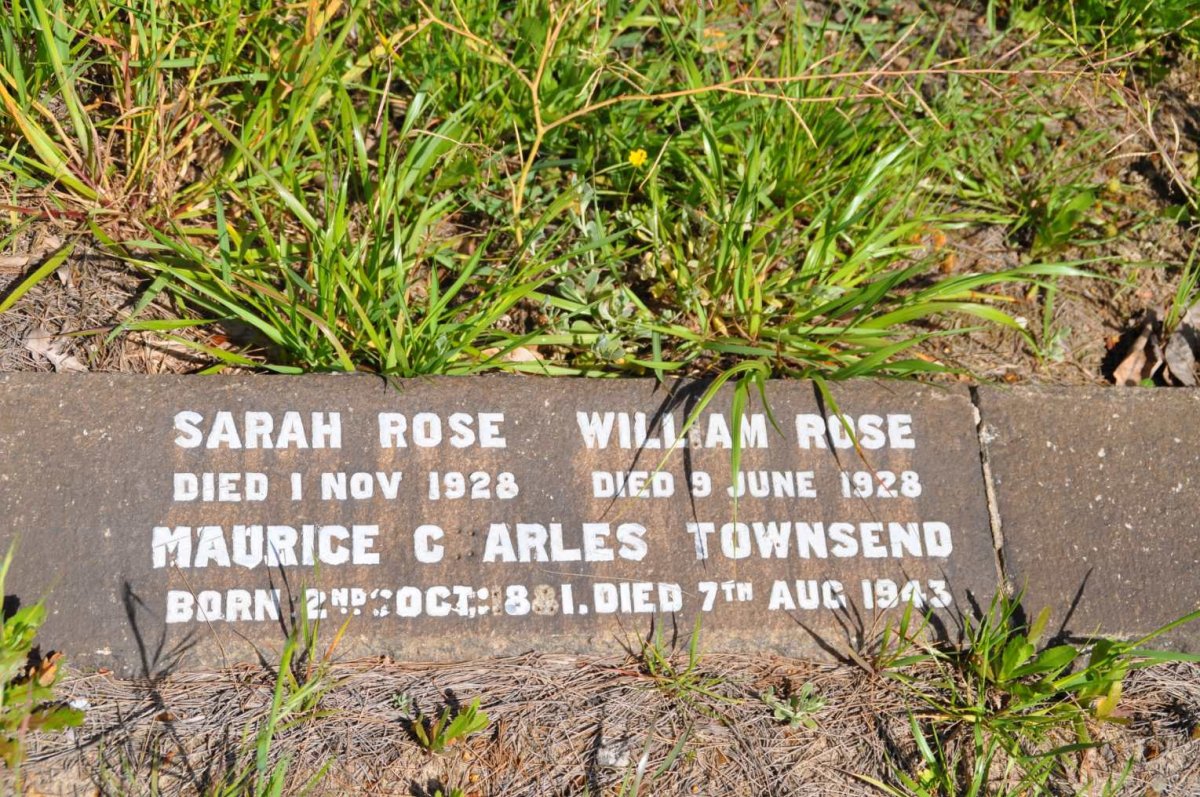 SARAH ROSE WILLIAM ROSE
DIED 1 NOV 1928 DIED 9 JUNE 1928
MAURICE C ARLES TOWNSEND
BORN 2ND OCT; 1881. DIED 7TH AUG 1943